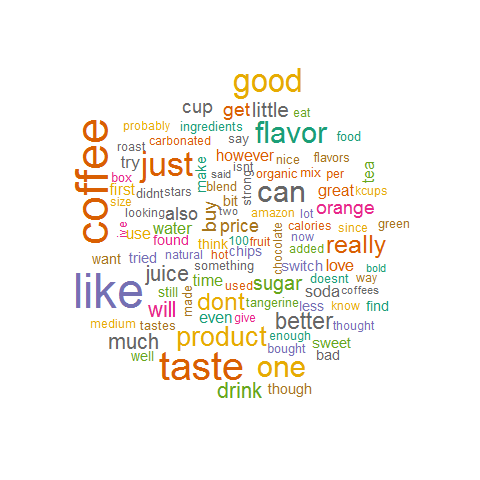 good
cup get little eat
probably ingredients flavor
carbonated say food
roast however nice flavors
coffee try just make isnt
box said strong organic mix per tea
first didnt stars blend can great kcups
size bit
looking also buy two amazon lot orange
ive use water price calories since green
found think 100 fruit now really
want tried natural hot chips chocolate added
something switch love bold
like juice time used sugar doesnt way
still made soda coffees
will dont tangerine less know find
medium tastes even give better thought
much product enough sweet
well bought bad
taste one
drink though